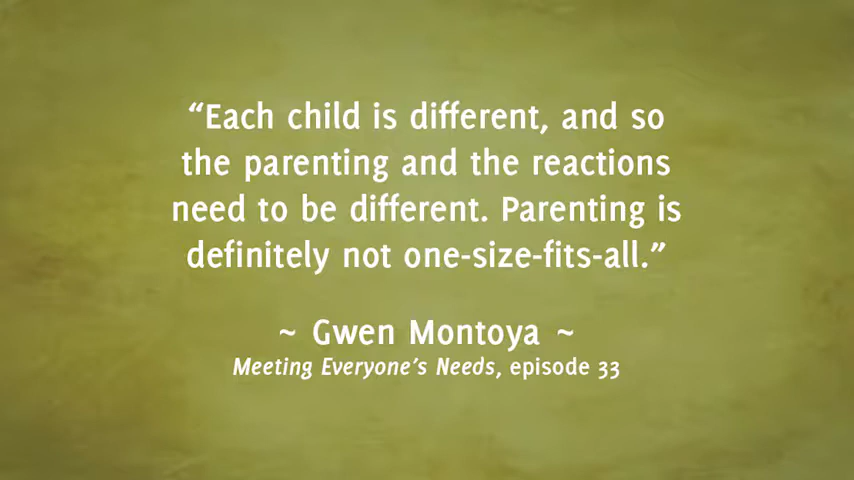 “Each child is different, and so
the parenting and the reactions
need to be different. Parenting is
definitely not one-size-fits-all.”
~ Gwen Montoya ~
Meeting Everyone’s Needs, episode 33